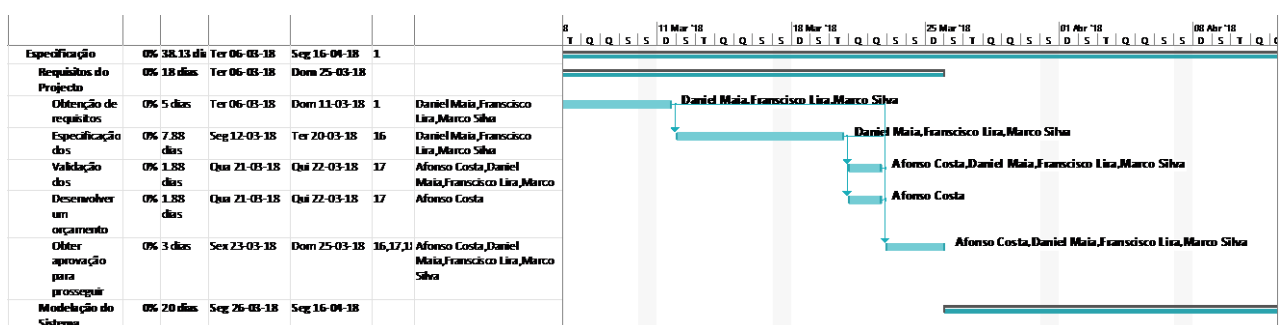 8 11 Mar '18 18 Mar '18 25 Mar '18 01 Abr '18 08 Abr '18
T Q Q S S D S T Q Q S S D S T Q Q S S D S T Q Q S S D S T Q Q S S D S T Q
Especificação 0% 38.13 di Ter 06-03-18 Seg 16-04-18 1
Requisitos do 0% 18 dias Ter 06-03-18 Dom 25-03-18
Projecto
Obtenção de 0% 5 dias Ter 06-03-18 Dom 11-03-18 1 Daniel Maia,Franscisco Daniel Maia,Franscisco Lira,Marco Silva
requisitos Lira,Marco Silva
Especificação 0% 7.88 Seg 12-03-18 Ter 20-03-18 16 Daniel Maia,Franscisco Daniel Maia,Franscisco Lira,Marco Silva
dos dias Lira,Marco Silva
Validação 0% 1.88 Qua 21-03-18 Qui 22-03-18 17 Afonso Costa,Daniel Afonso Costa,Daniel Maia,Franscisco Lira,Marco Silva
dos dias Maia,Franscisco Lira,Marco
Desenvolver 0% 1.88 Qua 21-03-18 Qui 22-03-18 17 Afonso Costa Afonso Costa
um dias
orçamento
Obter 0% 3 dias Sex 23-03-18 Dom 25-03-18 16,17,1 Afonso Costa,Daniel Afonso Costa,Daniel Maia,Franscisco Lira,Marco Silva
aprovação Maia,Franscisco Lira,Marco
para Silva
prosseguir
Modelação do 0% 20 dias Seg 26-03-18 Seg 16-04-18
Sistema